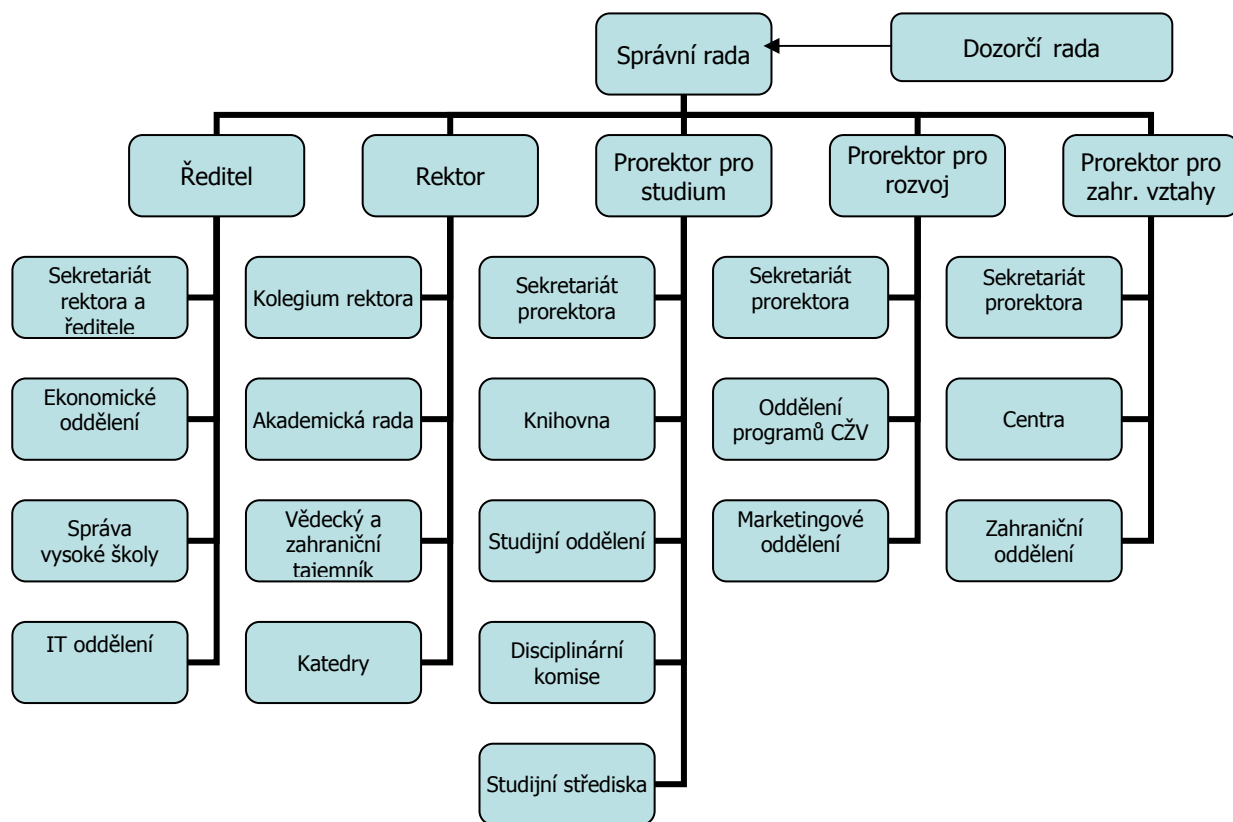 Správní rada
Dozorčí rada
Ředitel
Rektor
Prorektor pro
studium
Prorektor pro
rozvoj
Prorektor pro
zahr. vztahy
Sekretariát
rektora a
ředitele
Kolegium rektora
Sekretariát
prorektora
Sekretariát
prorektora
Sekretariát
prorektora
Ekonomické
oddělení
Akademická rada
Knihovna
Oddělení
programů CŽV
Centra
Správa
vysoké školy
Vědecký a
zahraniční
tajemník
Studijní oddělení
Marketingové
oddělení
Zahraniční
oddělení
IT oddělení
Katedry
Disciplinární
komise
Studijní střediska